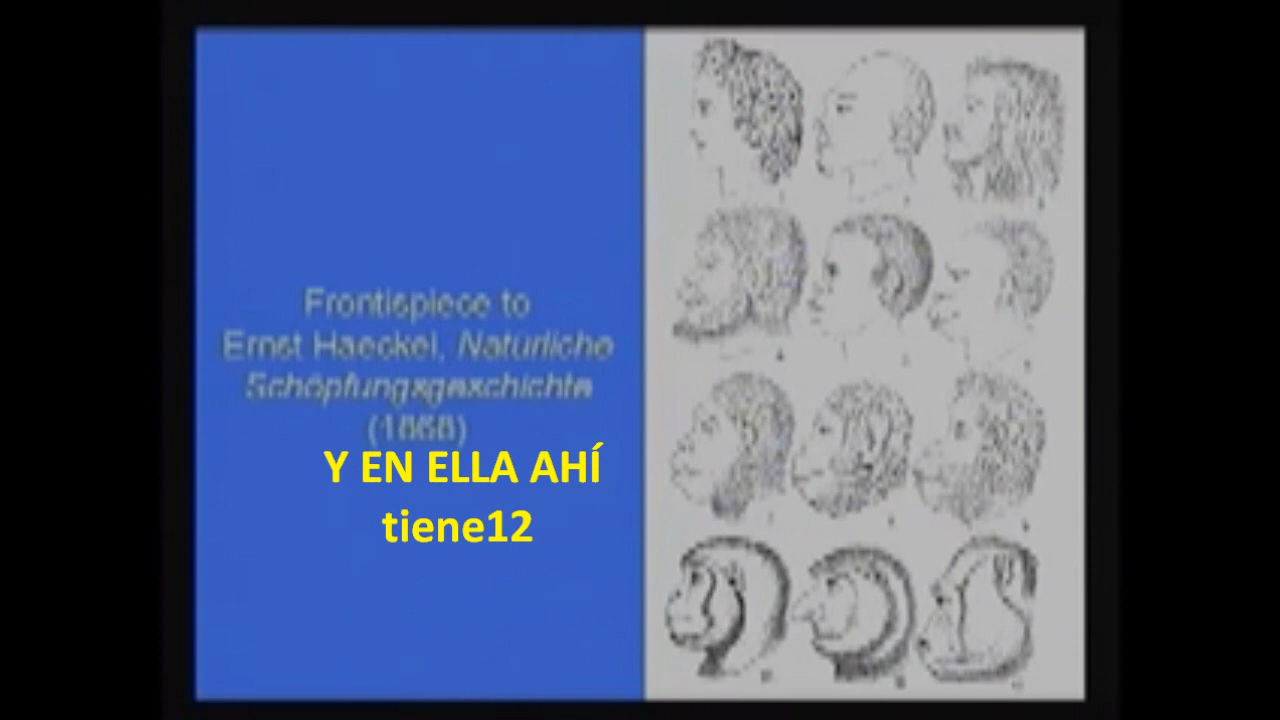 Frontispiece to
Ernst Haeckel, Natürliche
Schöpfungsgeschichte
(1868)
Y EN ELLA AHÍ
tiene12